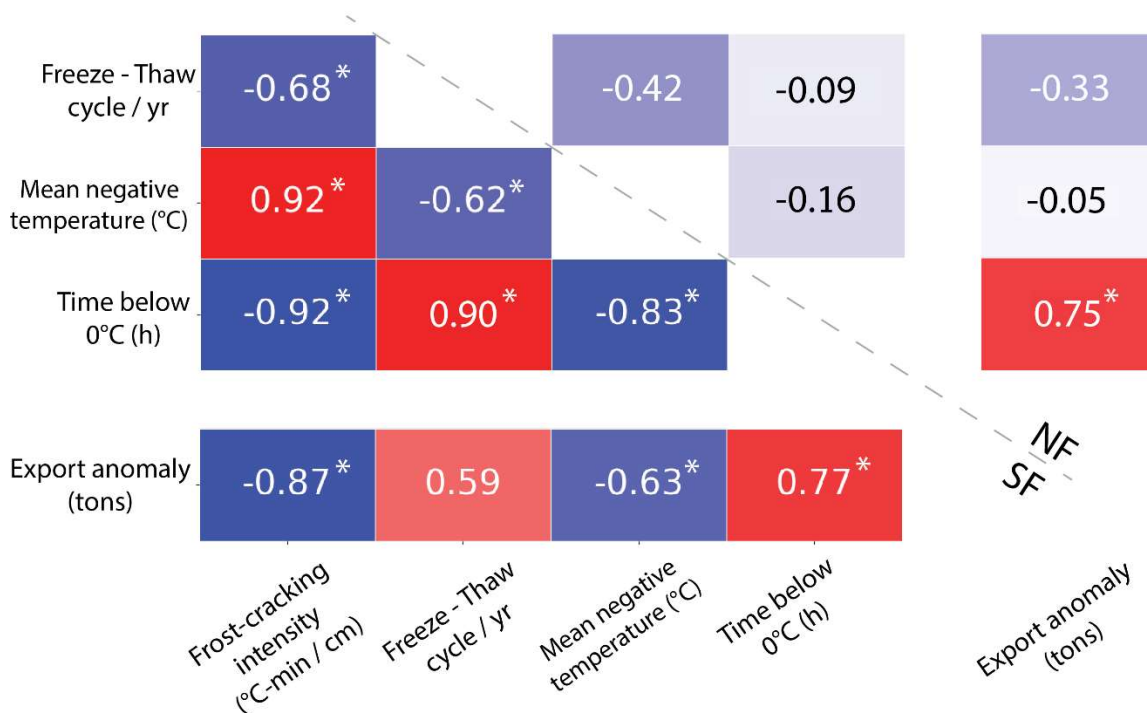 Freeze - Thaw
cycle / yr
-0.68*
-0.42
-0.09
-0.33
Mean negative
temperature (°C)
0.92*
-0.62*
-0.16
-0.05
Time below
0°C (h)
-0.92*
0.90*
-0.83*
0.75*
NF
SF
Export anomaly
(tons)
-0.87*
0.59
-0.63*
0.77*
Frost-cracking
intensity
(°C-min / cm)
Freeze - Thaw
cycle / yr
Mean negative
temperature (°C)
Time below
0°C (h)
Export anomaly
(tons)